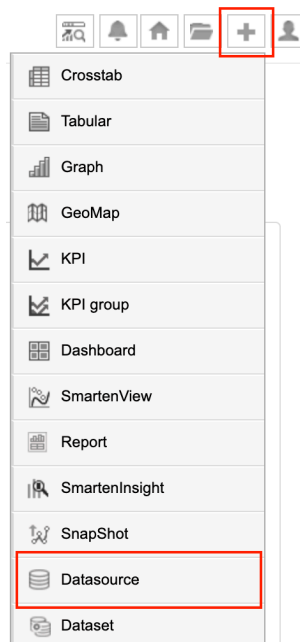 Crosstab
Tabular
Graph
GeoMap
KPI
KPI group
Dashboard
SmartenView
Report
SmartenInsight
SnapShot
Datasource
Dataset